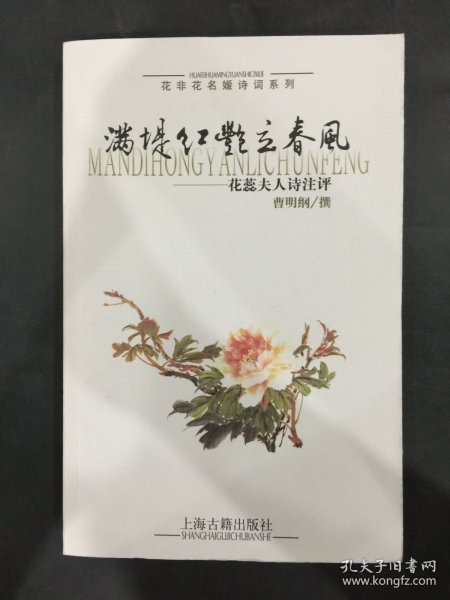 HUAFEIHUAMINGYUANSHICIXILIE
花非花名媛诗词系列
满堤红艷立春風
MANDIHONGYANLICHUNFENG
——花蕊夫人诗注评
曹明纲/撰
上海古籍出版社
SHANGHAIGUJICHUBANSHE
孔夫子旧书网
www.kongfz.com